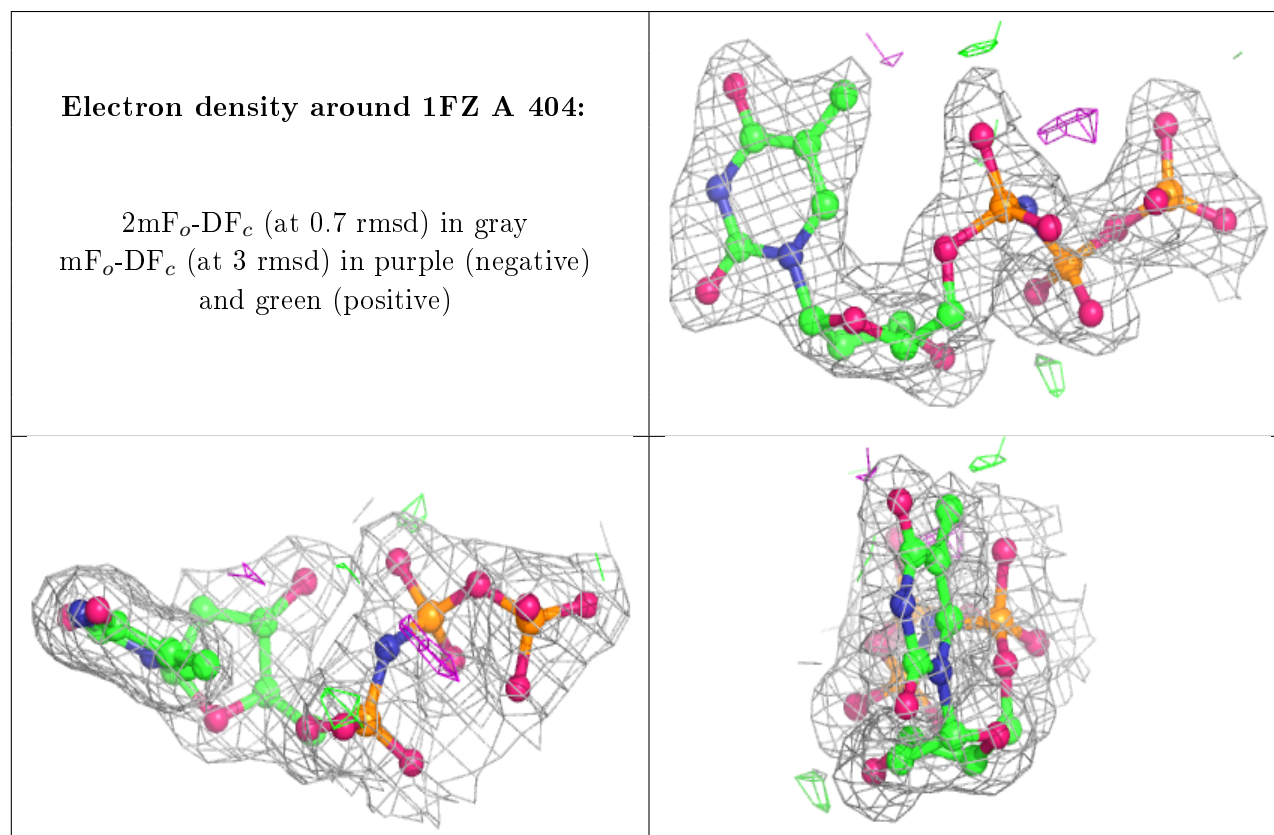 Electron density around 1FZ A 404:
2mFₒ-DF𝒸 (at 0.7 rmsd) in gray
mFₒ-DF𝒸 (at 3 rmsd) in purple (negative)
and green (positive)